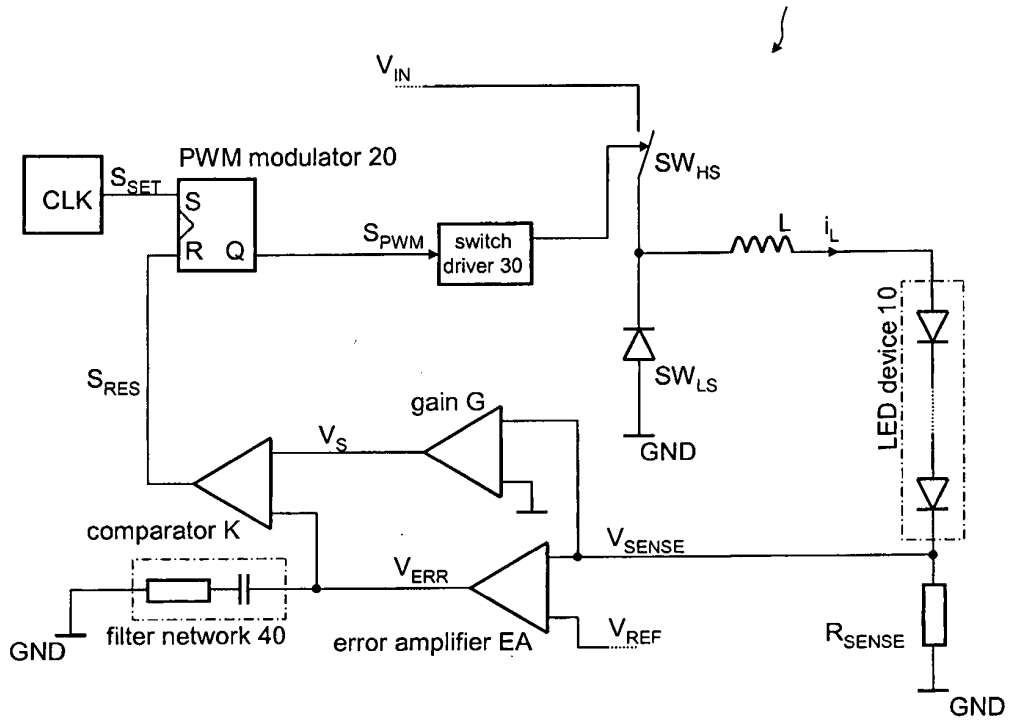 V_IN
PWM modulator 20
SW_HS
CLK
S_SET
S
R Q
S_PWM
switch
driver 30
L
i_L
LED device 10
SW_LS
GND
S_RES
gain G
V_S
comparator K
V_SENSE
V_ERR
filter network 40
error amplifier EA
V_REF
R_SENSE
GND
GND